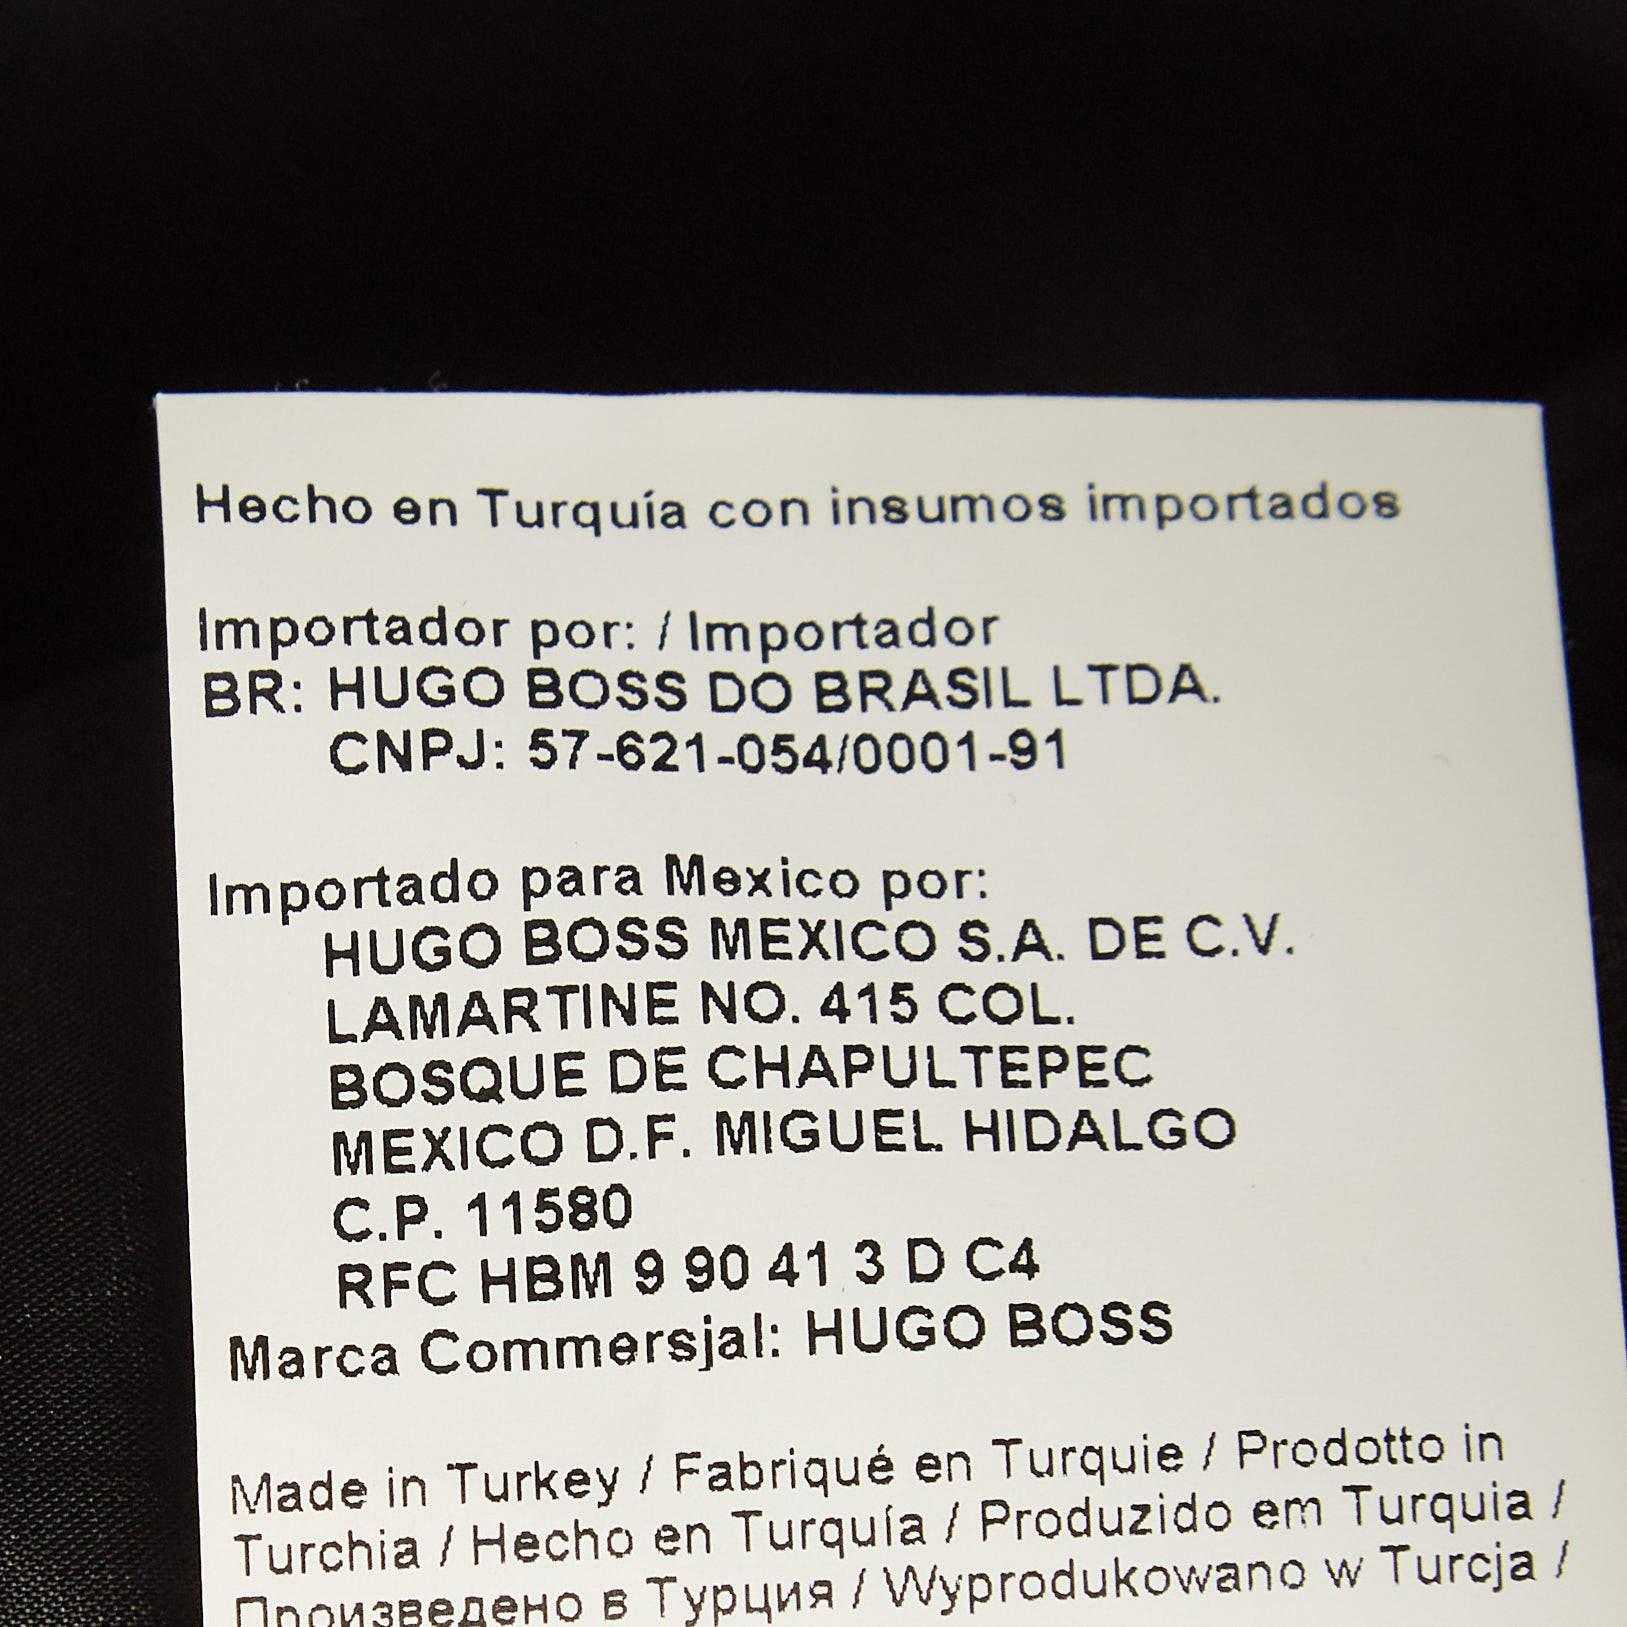 Hecho en Turquía con insumos importados
Importador por: / Importador
BR: HUGO BOSS DO BRASIL LTDA.
CNPJ: 57-621-054/0001-91
Importado para Mexico por:
HUGO BOSS MEXICO S.A. DE C.V.
LAMARTINE NO. 415 COL.
BOSQUE DE CHAPULTEPEC
MEXICO D.F. MIGUEL HIDALGO
C.P. 11580
RFC HBM 9 90 41 3 D C4
Marca Commersjal: HUGO BOSS
Made in Turkey / Fabriqué en Turquie / Prodotto in
Turchia / Hecho en Turquía / Produzido em Turquia /
Произведено в Турция / Wyprodukowano w Turcja /